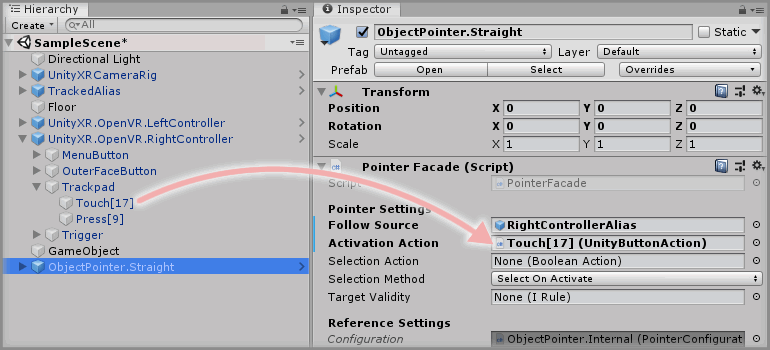 Hierarchy
Create
All
SampleScene*
Directional Light
UnityXRCameraRig
TrackedAlias
Floor
UnityXR.OpenVR.LeftController
UnityXR.OpenVR.RightController
MenuButton
OuterFaceButton
Trackpad
Touch[17]
Press[9]
Trigger
GameObject
ObjectPointer.Straight
Inspector
ObjectPointer.Straight Static
Tag Untagged Layer Default
Prefab Open Select Overrides
Transform
Position X 0 Y 0 Z 0
Rotation X 0 Y 0 Z 0
Scale X 1 Y 1 Z 1
Pointer Facade (Script)
Script PointerFacade
Pointer Settings
Follow Source RightControllerAlias
Activation Action Touch[17] (UnityButtonAction)
Selection Action None (Boolean Action)
Selection Method Select On Activate
Target Validity None (I Rule)
Reference Settings
Configuration ObjectPointer.Internal (PointerConfigurat